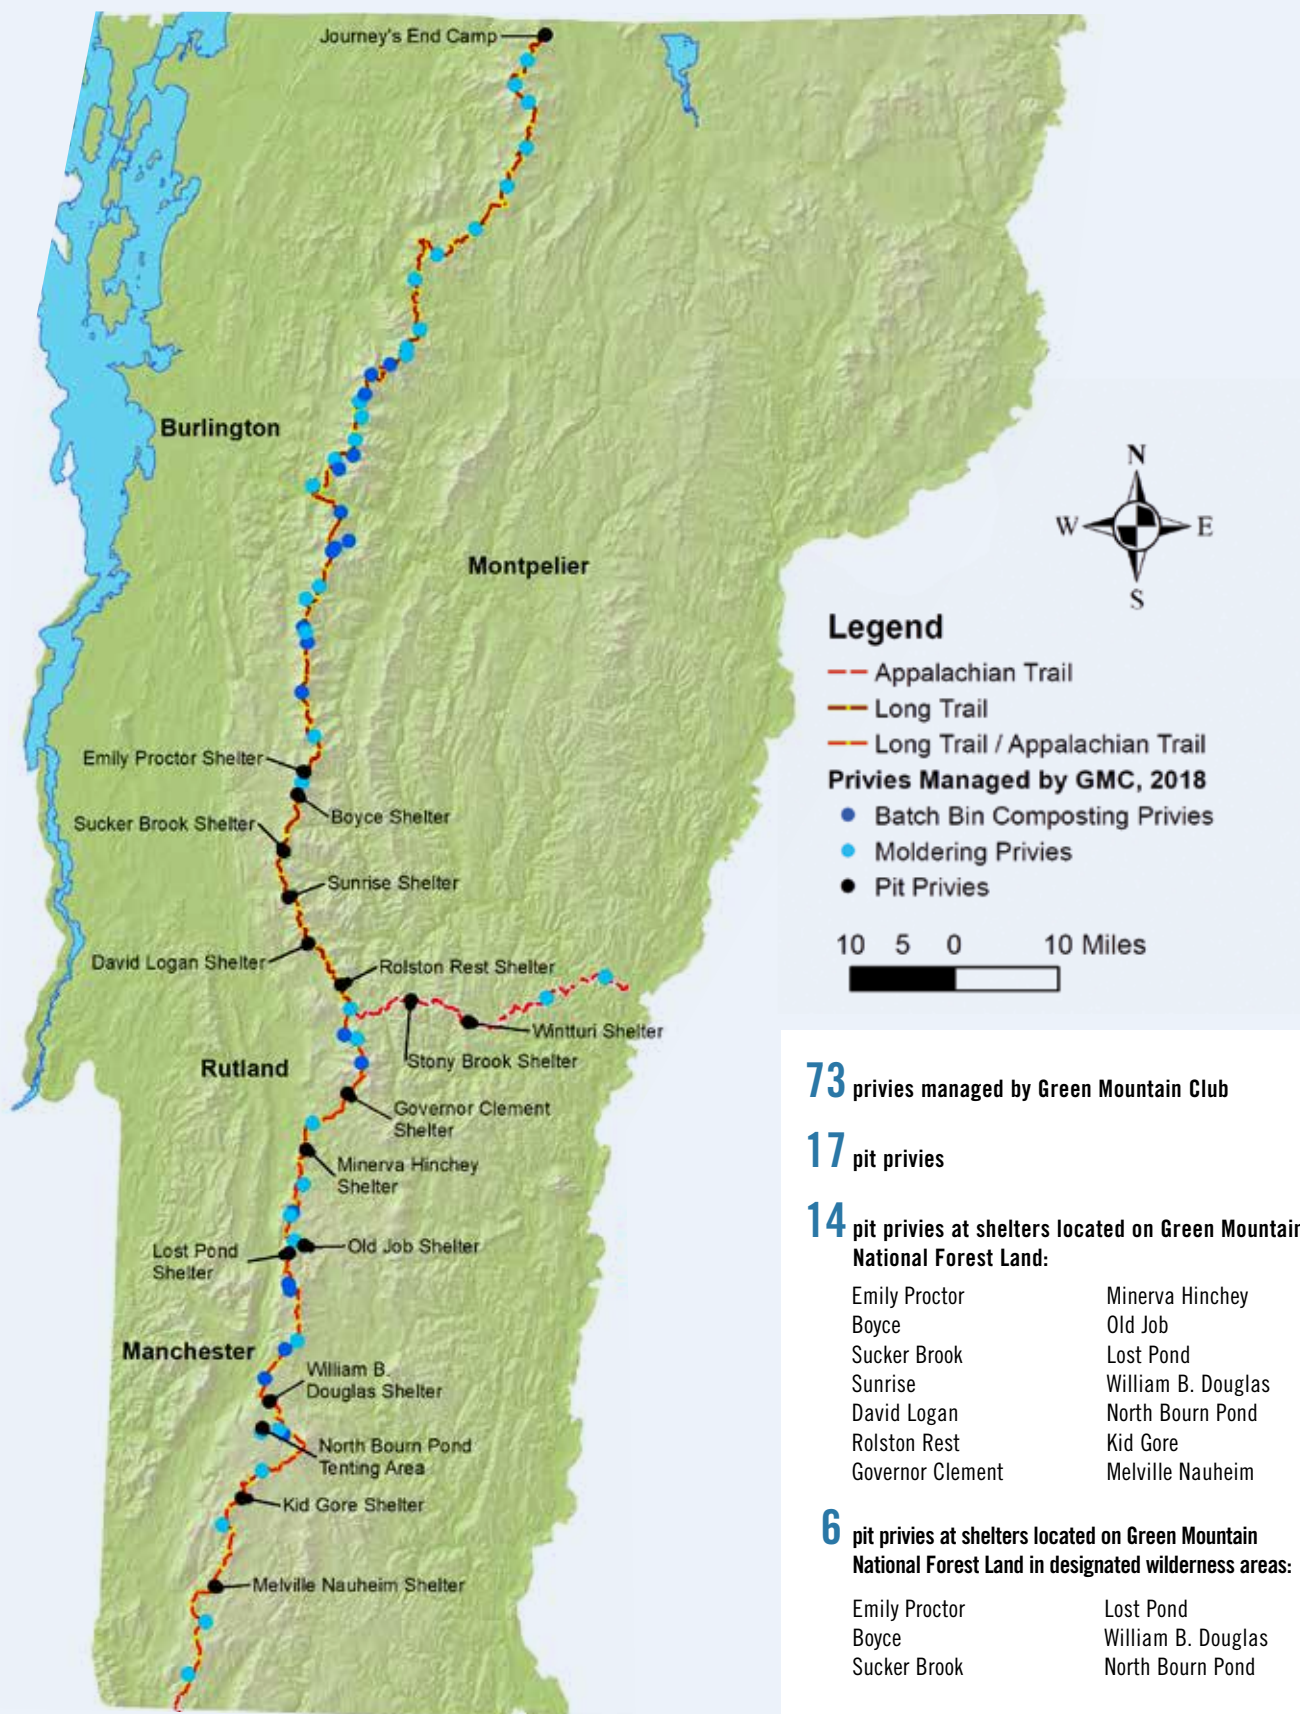 Journey's End Camp
Burlington
Montpelier
N
W
E
S
Legend
Appalachian Trail
Long Trail
Long Trail / Appalachian Trail
Privies Managed by GMC, 2018
Batch Bin Composting Privies
Moldering Privies
Pit Privies
10 5 0 10 Miles
Emily Proctor Shelter
Boyce Shelter
Sucker Brook Shelter
Sunrise Shelter
David Logan Shelter
Rolston Rest Shelter
Wintturi Shelter
Stony Brook Shelter
Rutland
Governor Clement
Shelter
Minerva Hinchey
Shelter
Old Job Shelter
Lost Pond
Shelter
Manchester
William B.
Douglas Shelter
North Bourn Pond
Tenting Area
Kid Gore Shelter
Melville Nauheim Shelter
73 privies managed by Green Mountain Club
17 pit privies
14 pit privies at shelters located on Green Mountain
National Forest Land:
Emily Proctor
Boyce
Sucker Brook
Sunrise
David Logan
Rolston Rest
Governor Clement
Minerva Hinchey
Old Job
Lost Pond
William B. Douglas
North Bourn Pond
Kid Gore
Melville Nauheim
6 pit privies at shelters located on Green Mountain
National Forest Land in designated wilderness areas:
Emily Proctor
Boyce
Sucker Brook
Lost Pond
William B. Douglas
North Bourn Pond